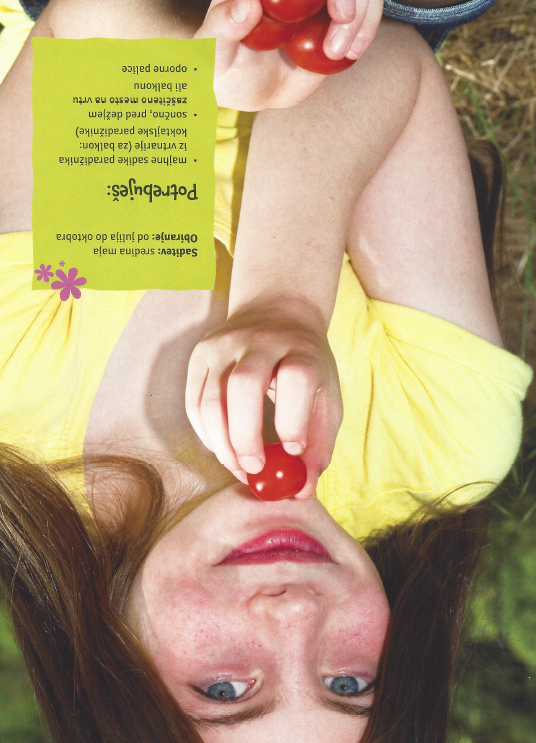 Saditev: sredina maja
Obiranje: od julija do oktobra
Potrebuješ:
• majhne sadike paradižnika
iz vrtnarije (za balkon:
koktajlske paradižnike)
• sončno, pred dežjem
zaščiteno mesto na vrtu
ali balkonu
• oporne palice